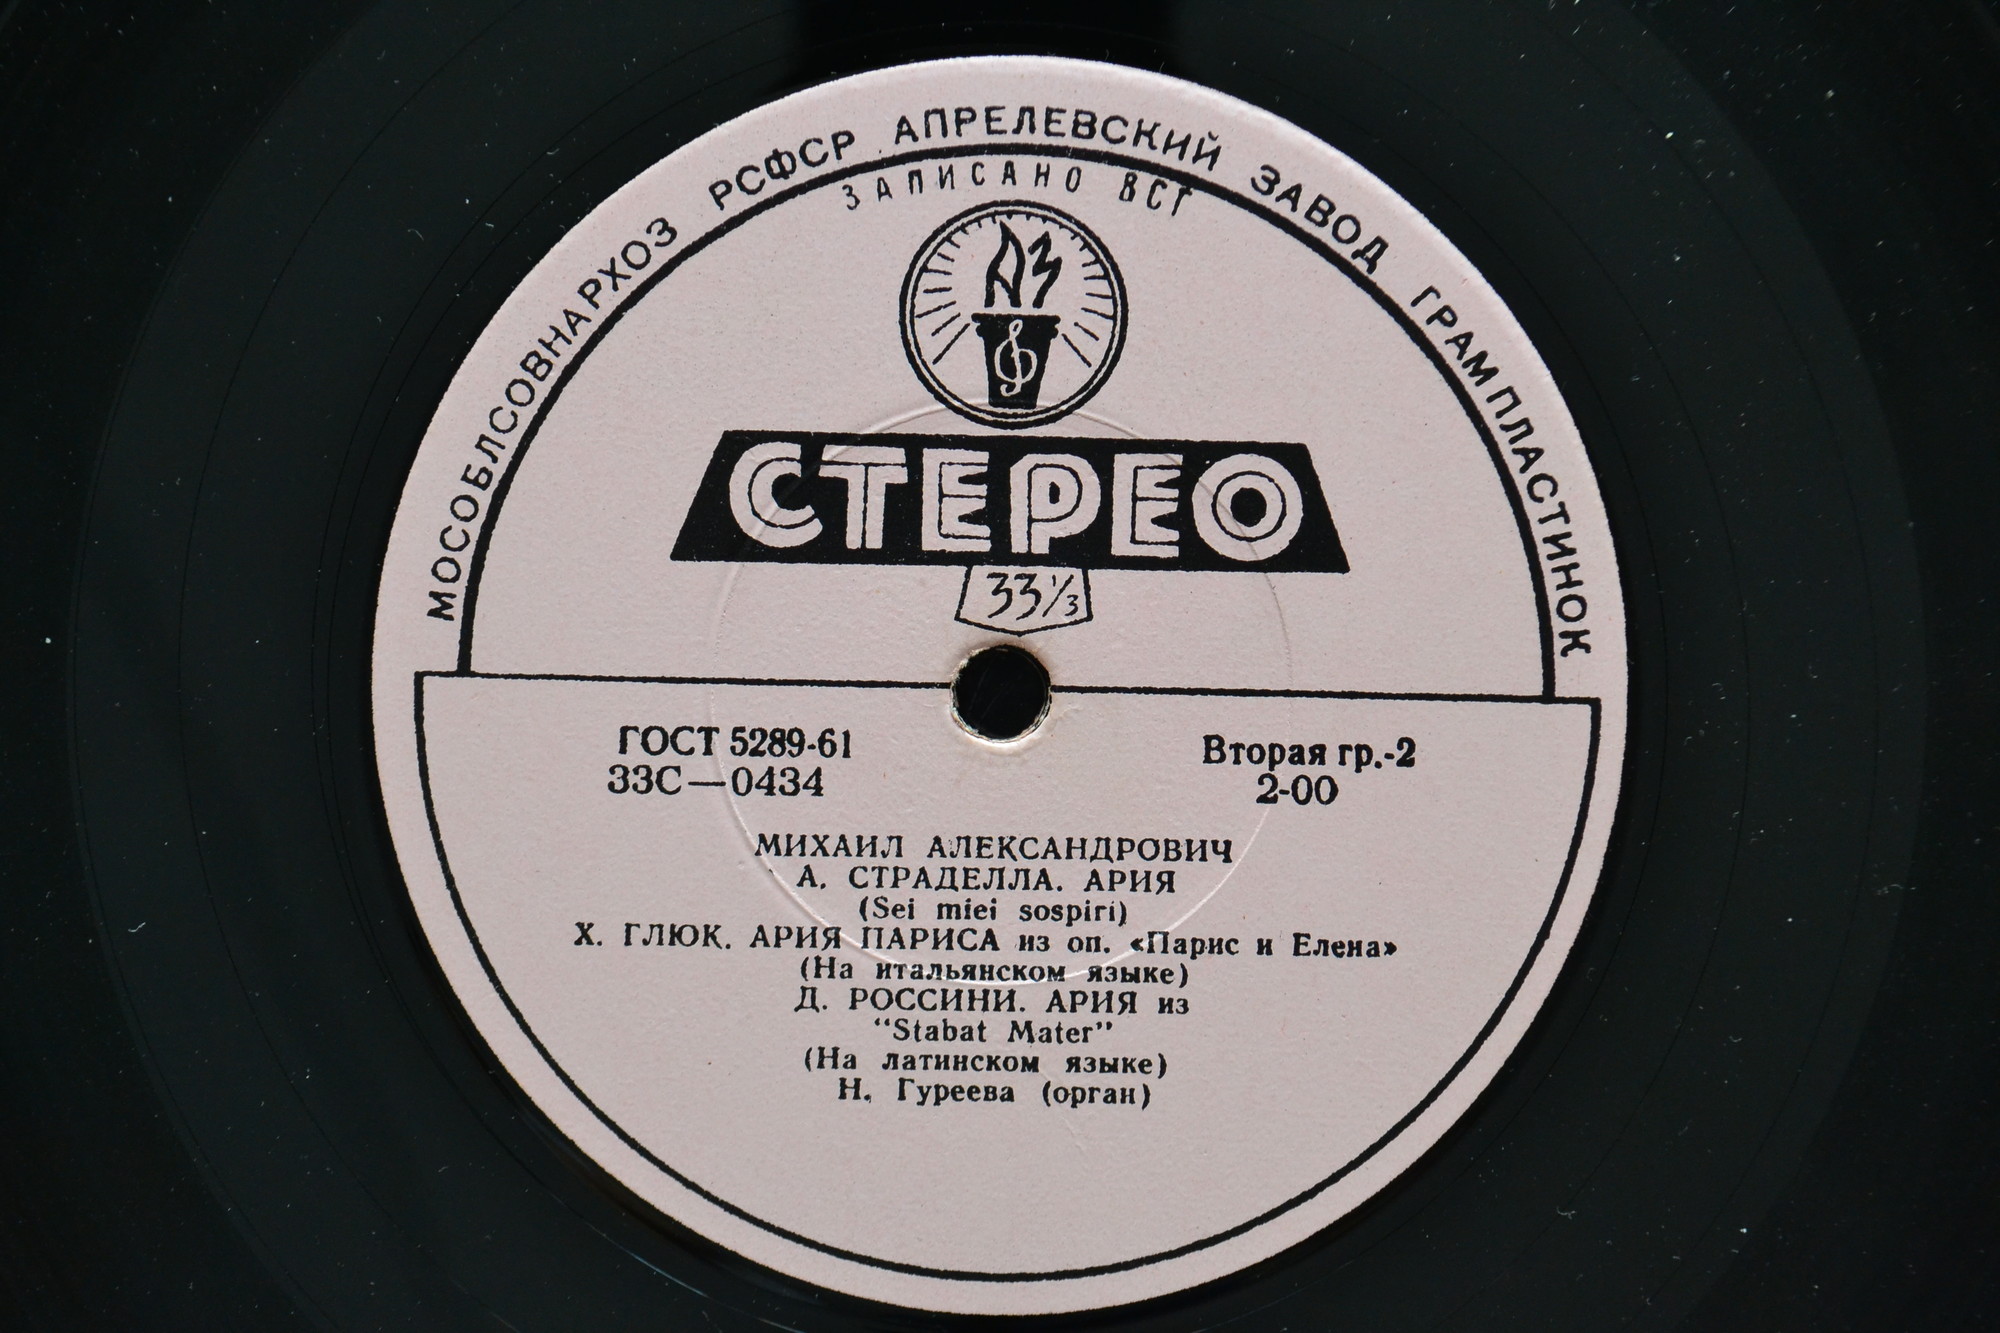 МОСОБЛСОВНАРХОЗ РСФСР АПРЕЛЕВСКИЙ ЗАВОД ГРАМПЛАСТИНОК
ЗАПИСАНО ВСГ
АЗ
СТЕРЕО
33⅓
ГОСТ 5289-61
33С—0434
Вторая гр.-2
2-00
МИХАИЛ АЛЕКСАНДРОВИЧ
А. СТРАДЕЛЛА. АРИЯ
(Sei miei sospiri)
Х. ГЛЮК. АРИЯ ПАРИСА из оп. «Парис и Елена»
(На итальянском языке)
Д. РОССИНИ. АРИЯ из
"Stabat Mater"
(На латинском языке)
Н. Гуреева (орган)